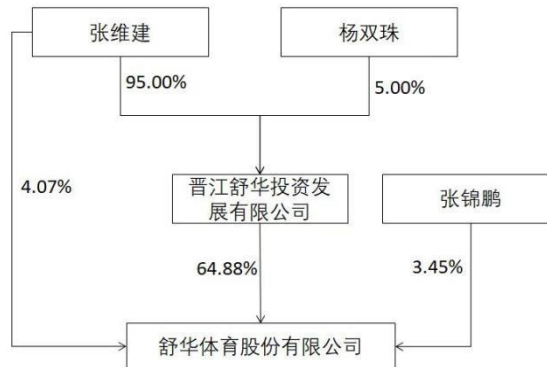 张维建
杨双珠
95.00%
5.00%
4.07%
晋江舒华投资发
展有限公司
张锦鹏
64.88%
3.45%
舒华体育股份有限公司